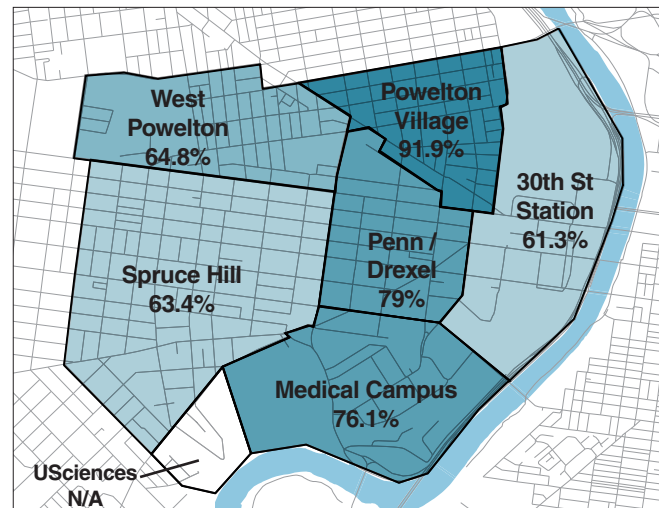 West
Powelton
64.8%
Powelton
Village
91.9%
30th St
Station
61.3%
Penn /
Drexel
79%
Spruce Hill
63.4%
Medical Campus
76.1%
USciences
N/A